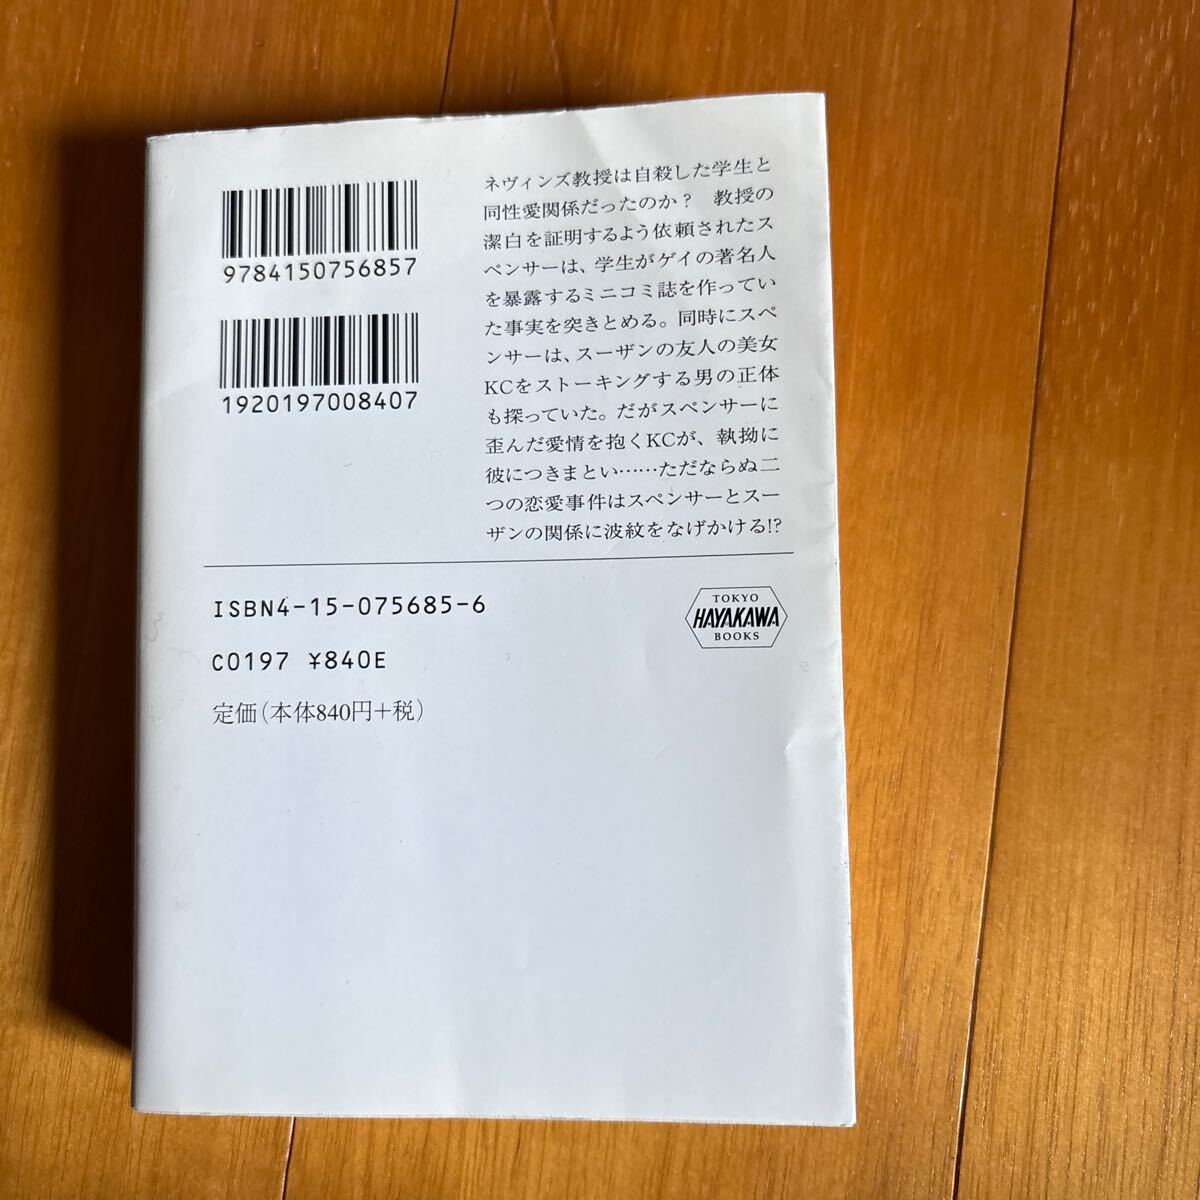 9784150756857
1920197008407
ネヴィンズ教授は自殺した学生と
同性愛関係だったのか？　教授の
潔白を証明するよう依頼されたス
ペンサーは、学生がゲイの著名人
を暴露するミニコミ誌を作ってい
た事実を突きとめる。同時にスペ
ンサーは、スーザンの友人の美女
KCをストーキングする男の正体
も探っていた。だがスペンサーに
歪んだ愛情を抱くKCが、執拗に
彼につきまとい……ただならぬ二
つの恋愛事件はスペンサーとスー
ザンの関係に波紋をなげかける!?
ISBN4-15-075685-6
C0197 ¥840E
定価(本体840円+税)
TOKYO
HAYAKAWA
BOOKS